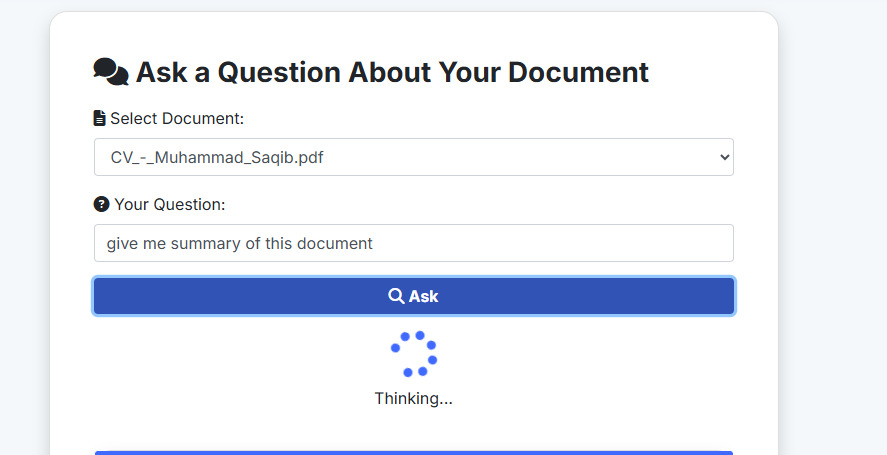 Ask a Question About Your Document
Select Document:
CV_-_Muhammad_Saqib.pdf
Your Question:
give me summary of this document
Ask
Thinking...